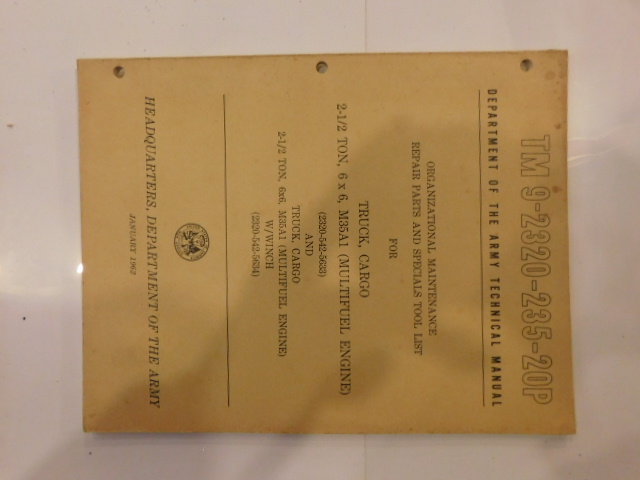 TM 9-2320-235-20P
DEPARTMENT OF THE ARMY TECHNICAL MANUAL
ORGANIZATIONAL MAINTENANCE
REPAIR PARTS AND SPECIALS TOOL LIST
FOR
TRUCK, CARGO
2-1/2 TON, 6 x 6, M35A1 (MULTIFUEL ENGINE)
(2320-542-5633)
AND
TRUCK, CARGO
2-1/2 TON, 6x6, M35A1 (MULTIFUEL ENGINE)
W/WINCH
(2320-542-5634)
HEADQUARTERS, DEPARTMENT OF THE ARMY
JANUARY 1962